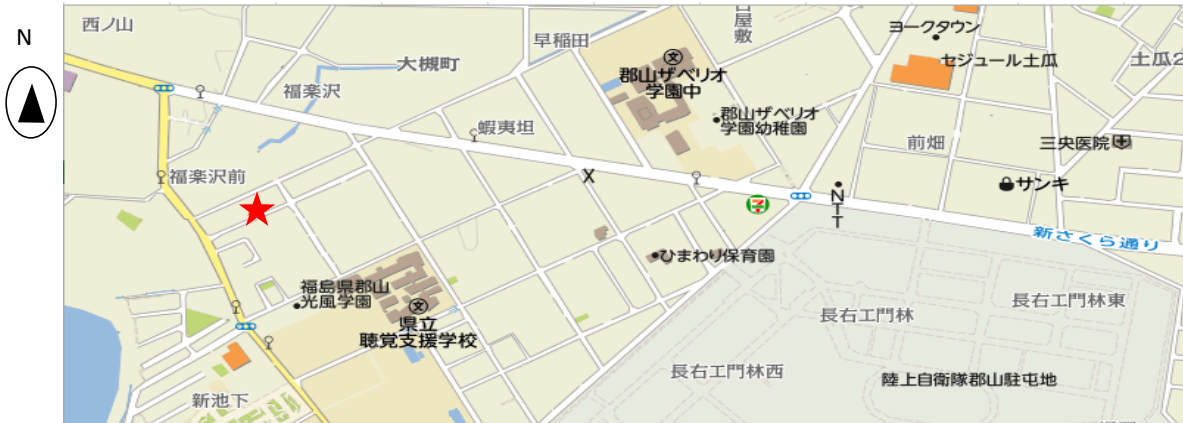 N
西ノ山
早稲田
屋
敷
ヨークタウン
セジュール土瓜
土瓜2
大槻町
福楽沢
郡山ザベリオ
学園中
郡山ザベリオ
学園幼稚園
蝦夷坦
前畑
三央医院
福楽沢前
X
サンキ
NTT
7
新さくら通り
ひまわり保育園
福島県郡山
光風学園
県立
聴覚支援学校
文
文
長右エ門林
長右エ門林東
長右エ門林西
陸上自衛隊郡山駐屯地
新池下